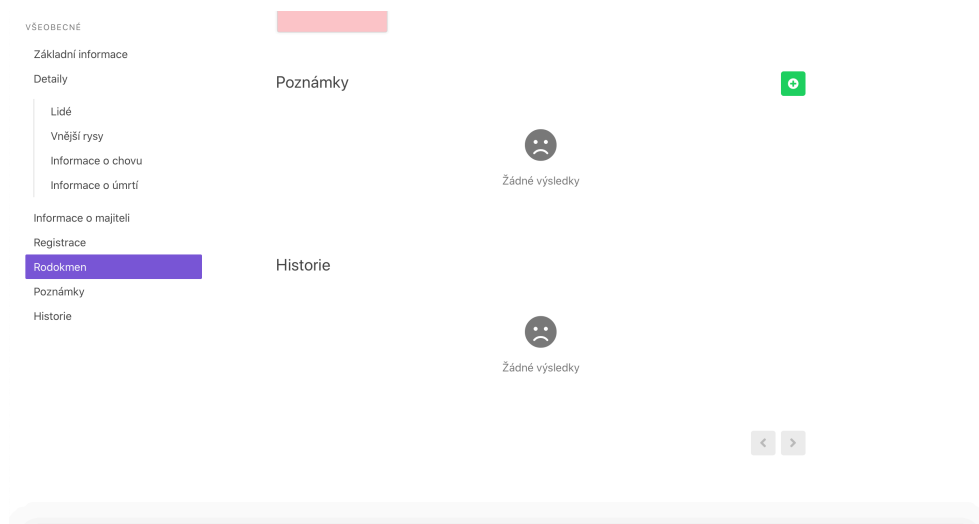 VŠEOBECNÉ
Základní informace
Detaily
Lidé
Vnější rysy
Informace o chovu
Informace o úmrtí
Informace o majiteli
Registrace
Rodokmen
Poznámky
Historie
Poznámky
Žádné výsledky
Historie
Žádné výsledky